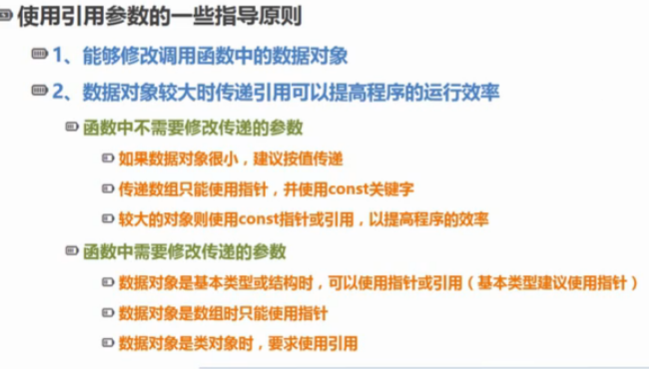 使用引用参数的一些指导原则
1、能够修改调用函数中的数据对象
2、数据对象较大时传递引用可以提高程序的运行效率
函数中不需要修改传递的参数
如果数据对象很小，建议按值传递
传递数组只能使用指针，并使用const关键字
较大的对象则使用const指针或引用，以提高程序的效率
函数中需要修改传递的参数
数据对象是基本类型或结构时，可以使用指针或引用（基本类型建议使用指针）
数据对象是数组时只能使用指针
数据对象是类对象时，要求使用引用